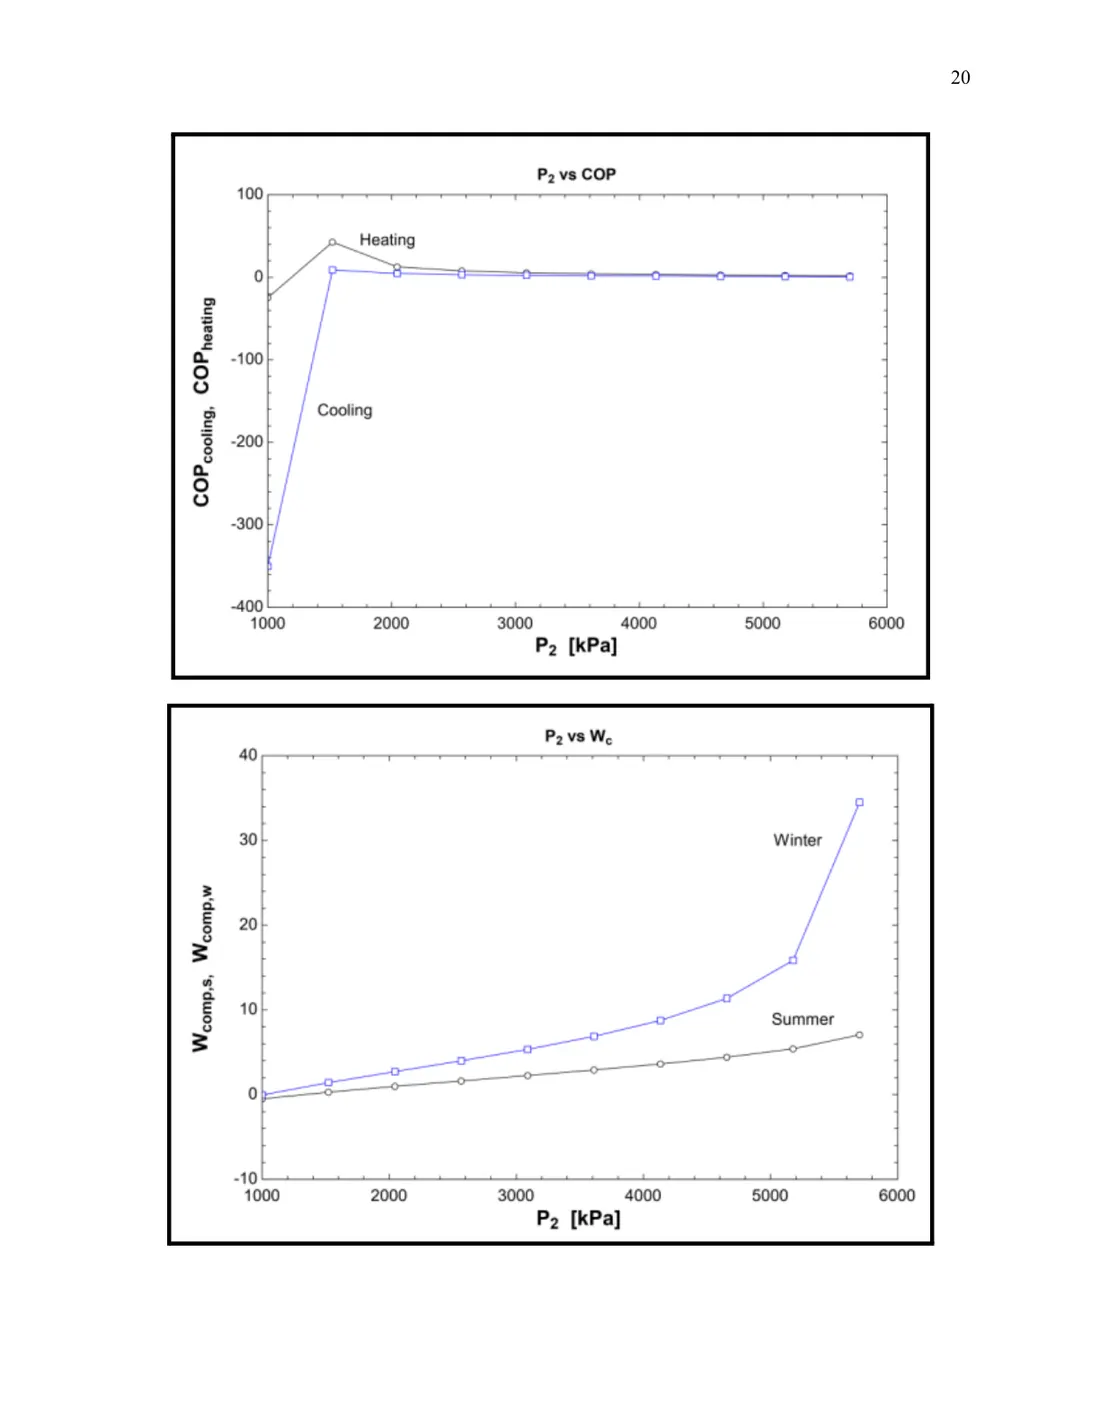 20
P2 vs COP
100
0
-100
-200
-300
-400
COPcooling, COPheating
Heating
Cooling
1000 2000 3000 4000 5000 6000
P2 [kPa]
P2 vs Wc
40
30
20
10
0
-10
Wcomp,s, Wcomp,w
Winter
Summer
1000 2000 3000 4000 5000 6000
P2 [kPa]